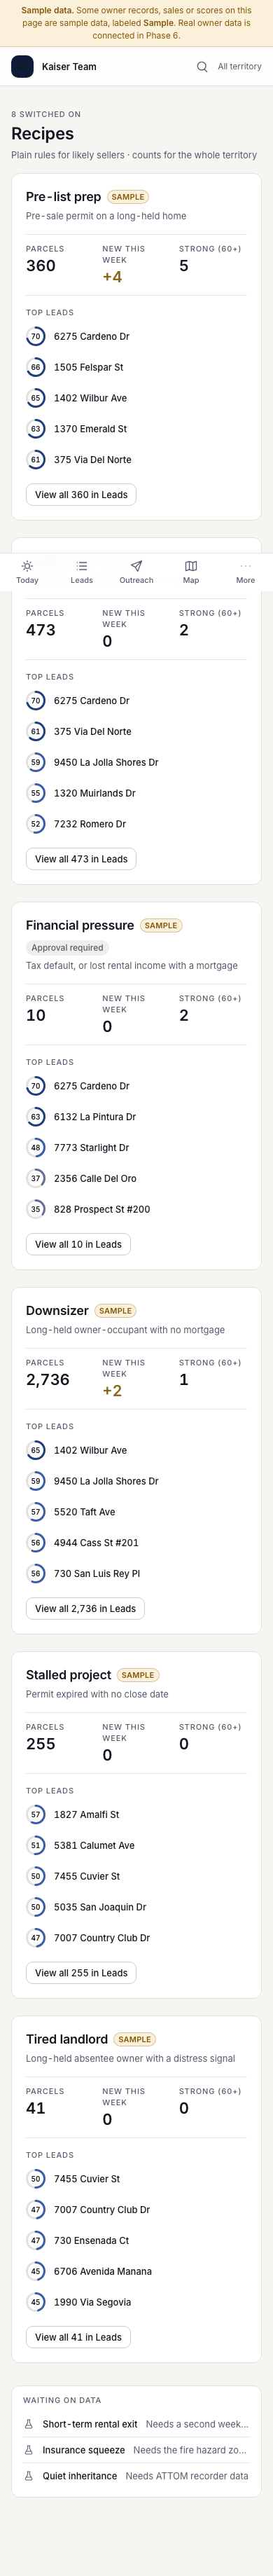 Sample data. Some owner records, sales or scores on this
page are sample data, labeled Sample. Real owner data is
connected in Phase 6.
Kaiser Team
All territory
8 SWITCHED ON
Recipes
Plain rules for likely sellers · counts for the whole territory
Pre-list prep SAMPLE
Pre-sale permit on a long-held home
PARCELS NEW THIS WEEK STRONG (60+)
360 +4 5
TOP LEADS
70 6275 Cardeno Dr
66 1505 Felspar St
65 1402 Wilbur Ave
63 1370 Emerald St
61 375 Via Del Norte
View all 360 in Leads
Today Leads Outreach Map More
PARCELS NEW THIS WEEK STRONG (60+)
473 0 2
TOP LEADS
70 6275 Cardeno Dr
61 375 Via Del Norte
59 9450 La Jolla Shores Dr
55 1320 Muirlands Dr
52 7232 Romero Dr
View all 473 in Leads
Financial pressure SAMPLE
Approval required
Tax default, or lost rental income with a mortgage
PARCELS NEW THIS WEEK STRONG (60+)
10 0 2
TOP LEADS
70 6275 Cardeno Dr
63 6132 La Pintura Dr
48 7773 Starlight Dr
37 2356 Calle Del Oro
35 828 Prospect St #200
View all 10 in Leads
Downsizer SAMPLE
Long-held owner-occupant with no mortgage
PARCELS NEW THIS WEEK STRONG (60+)
2,736 +2 1
TOP LEADS
65 1402 Wilbur Ave
59 9450 La Jolla Shores Dr
57 5520 Taft Ave
56 4944 Cass St #201
56 730 San Luis Rey Pl
View all 2,736 in Leads
Stalled project SAMPLE
Permit expired with no close date
PARCELS NEW THIS WEEK STRONG (60+)
255 0 0
TOP LEADS
57 1827 Amalfi St
51 5381 Calumet Ave
50 7455 Cuvier St
50 5035 San Joaquin Dr
47 7007 Country Club Dr
View all 255 in Leads
Tired landlord SAMPLE
Long-held absentee owner with a distress signal
PARCELS NEW THIS WEEK STRONG (60+)
41 0 0
TOP LEADS
50 7455 Cuvier St
47 7007 Country Club Dr
47 730 Ensenada Ct
45 6706 Avenida Manana
45 1990 Via Segovia
View all 41 in Leads
WAITING ON DATA
Short-term rental exit Needs a second week...
Insurance squeeze Needs the fire hazard zo...
Quiet inheritance Needs ATTOM recorder data